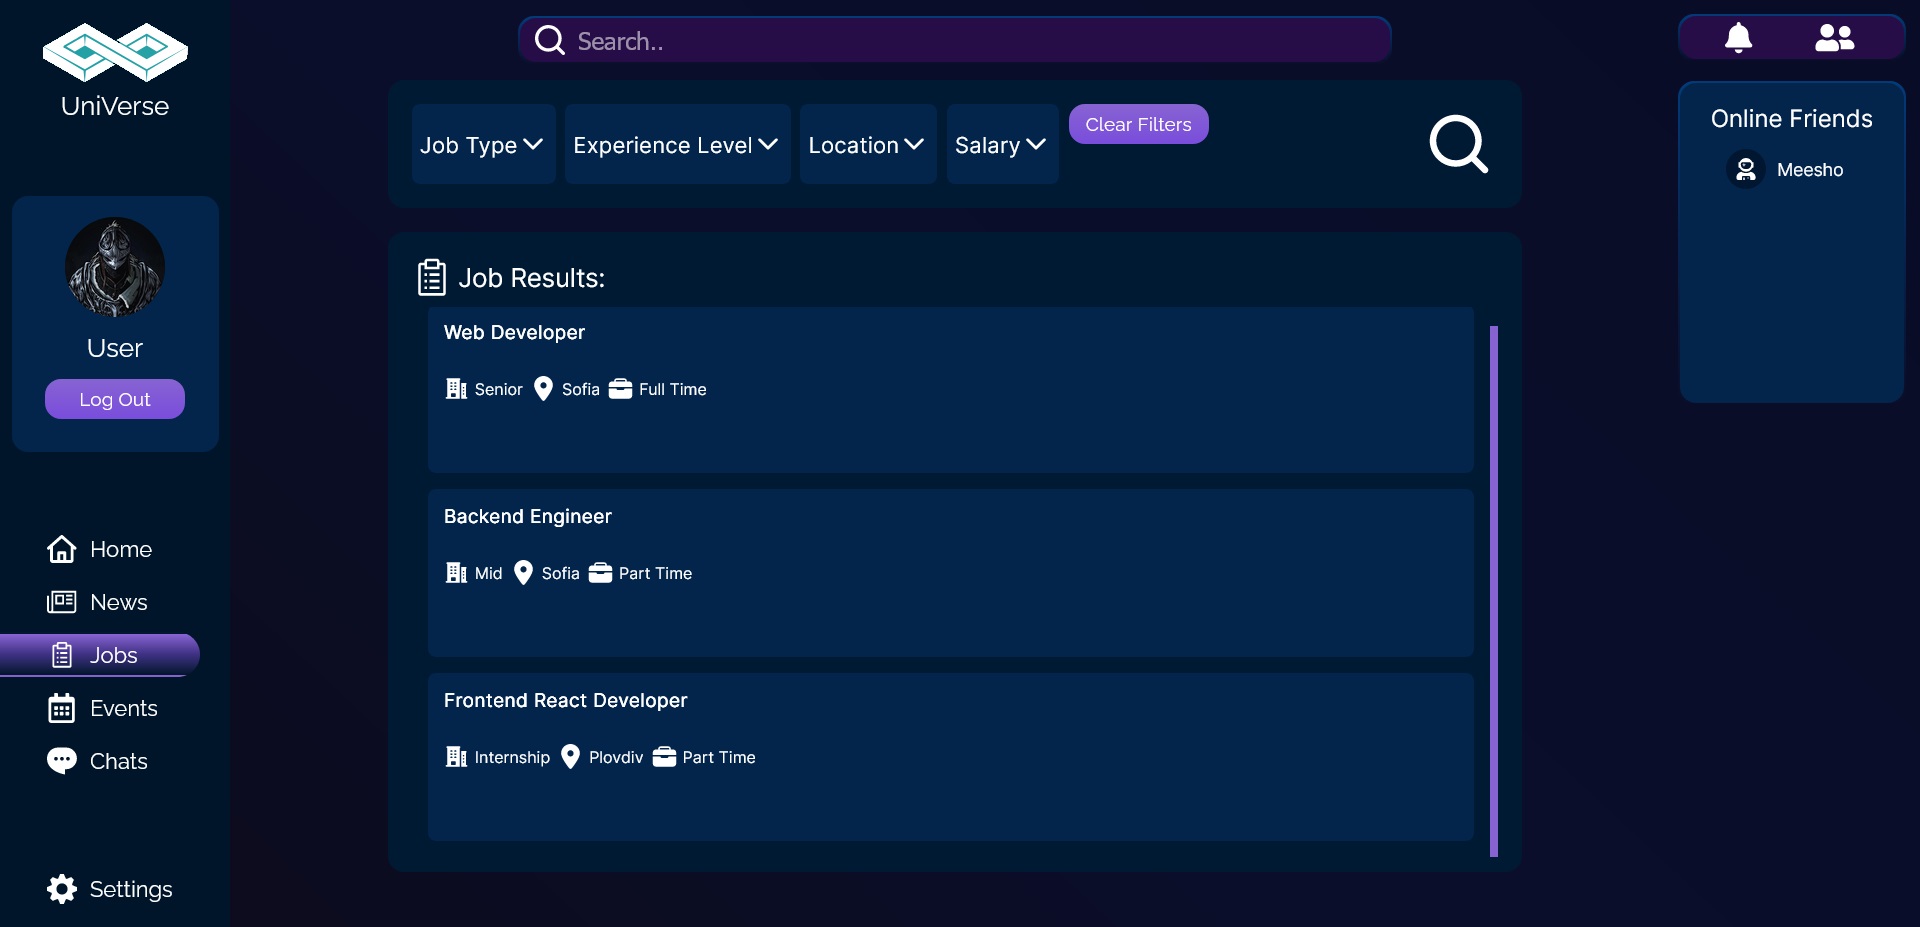 UniVerse
User
Log Out
Home
News
Jobs
Events
Chats
Settings
Search..
Job Type
Experience Level
Location
Salary
Clear Filters
Job Results:
Web Developer
Senior Sofia Full Time
Backend Engineer
Mid Sofia Part Time
Frontend React Developer
Internship Plovdiv Part Time
Online Friends
Meesho